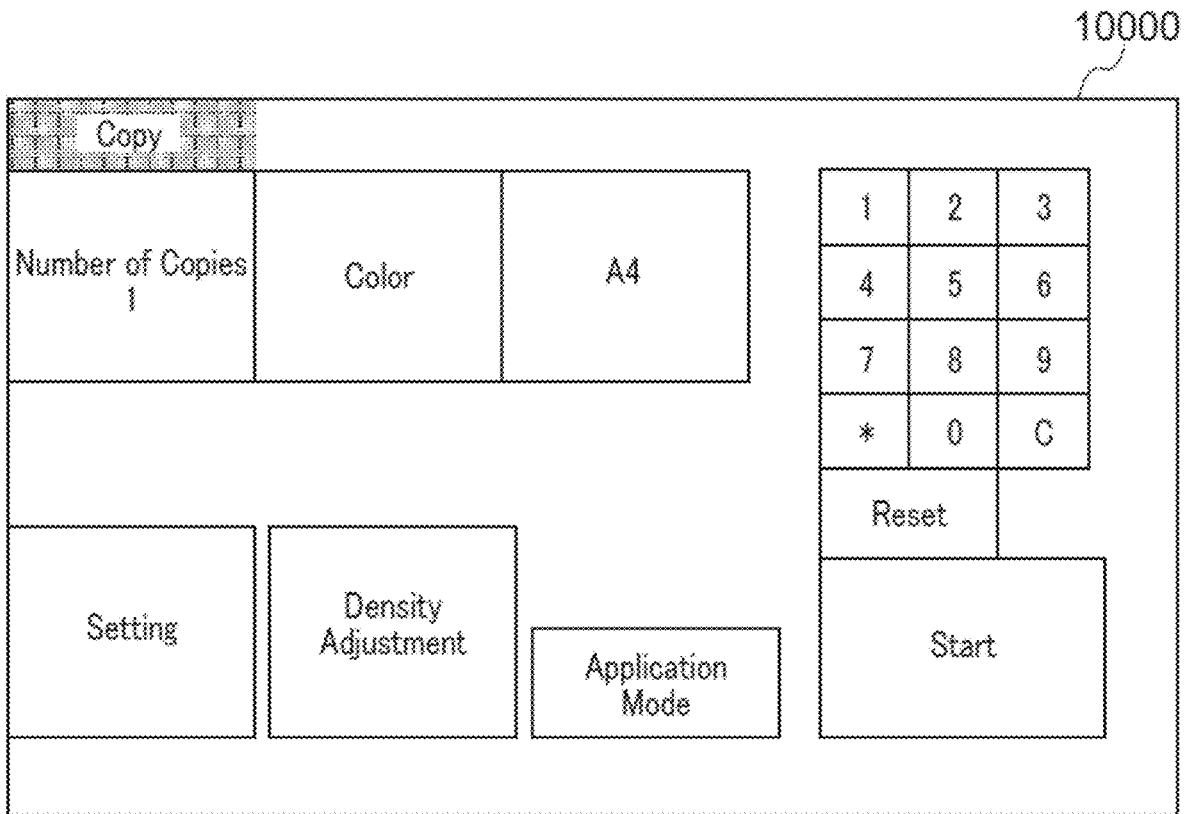 10000
Copy
Number of Copies
1
Color
A4
1 2 3
4 5 6
7 8 9
* 0 C
Reset
Setting
Density
Adjustment
Application
Mode
Start